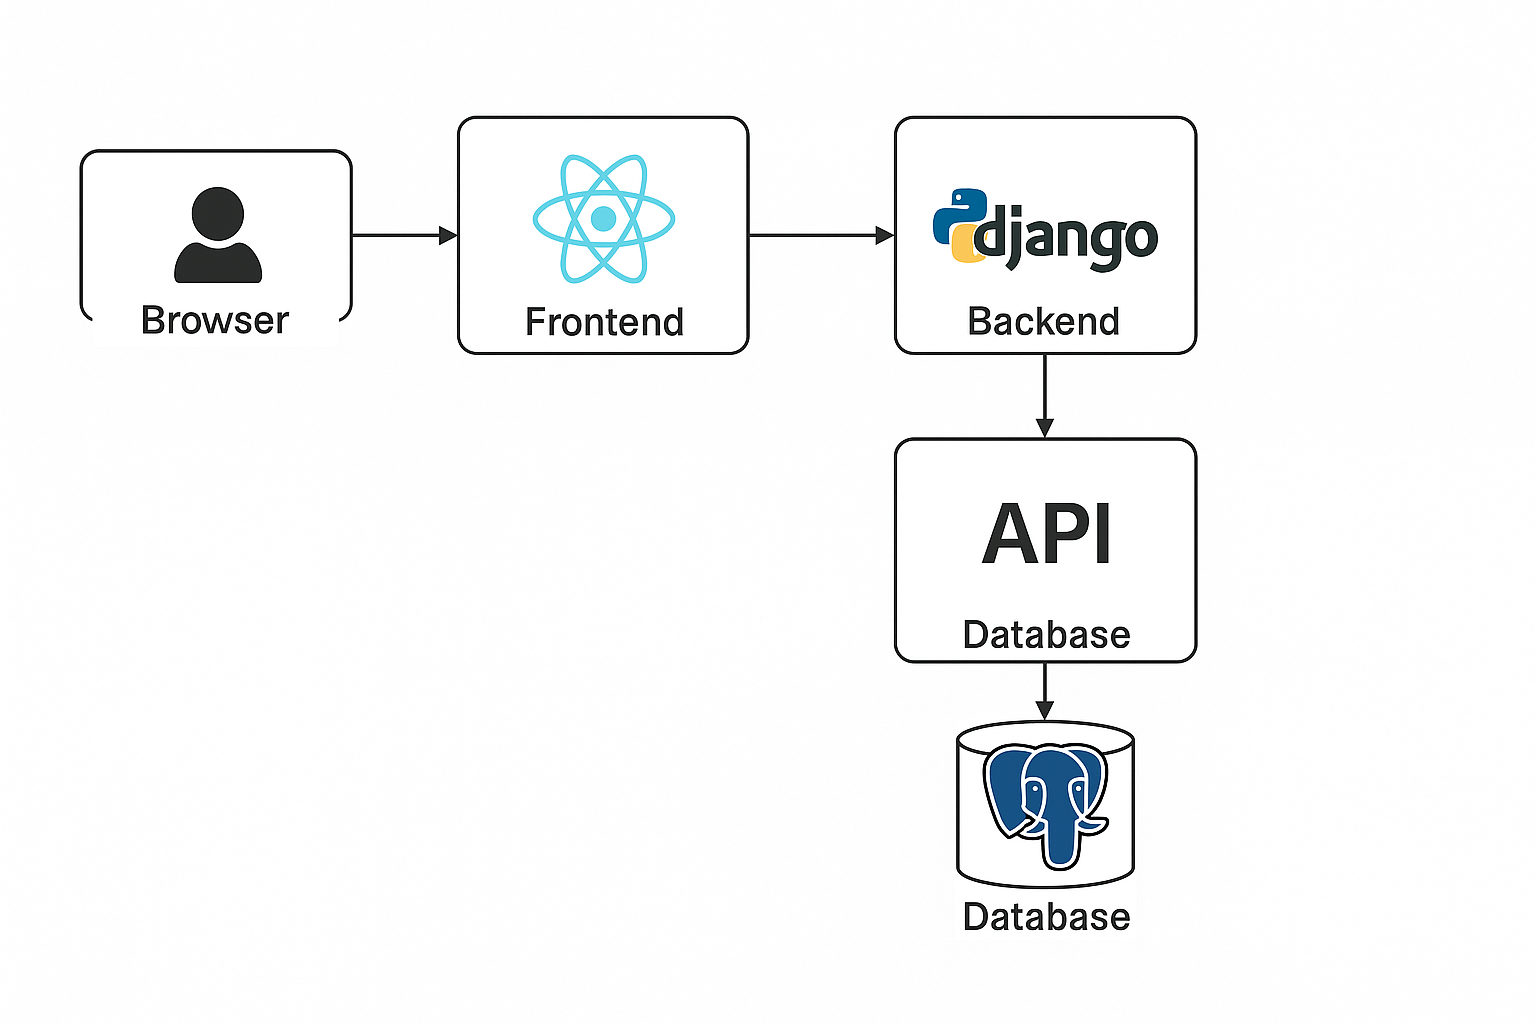 django
Browser
Frontend
Backend
API
Database
Database